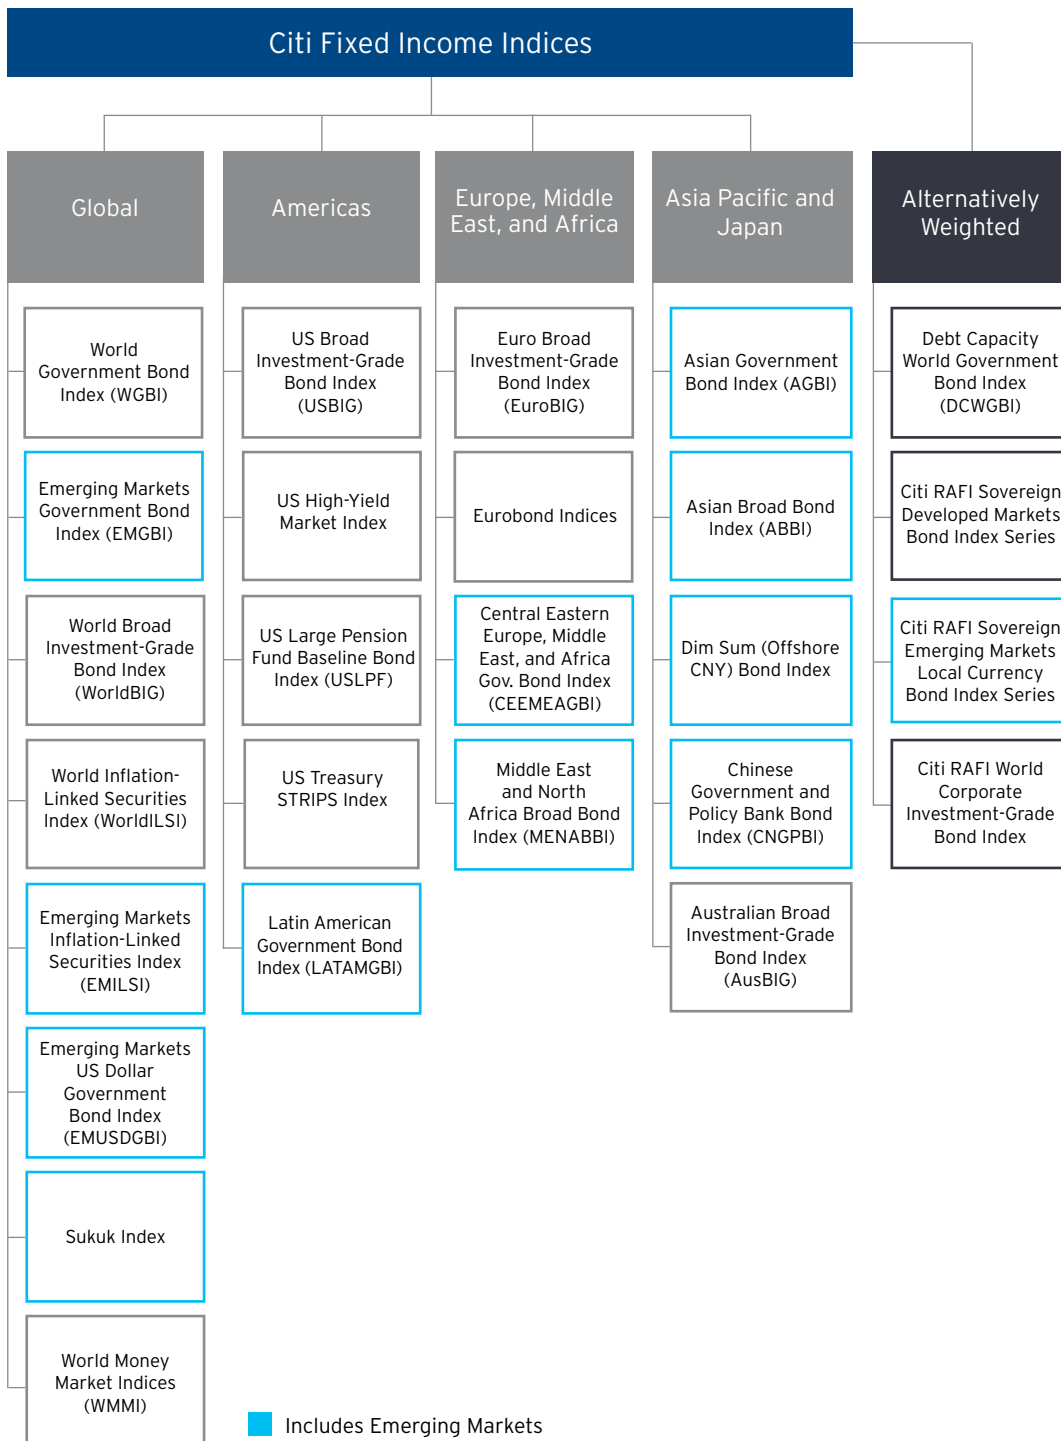 Citi Fixed Income Indices
Global
World
Government Bond
Index (WGBI)
Emerging Markets
Government Bond
Index (EMGBI)
World Broad
Investment-Grade
Bond Index
(WorldBIG)
World Inflation-
Linked Securities
Index (WorldILSI)
Emerging Markets
Inflation-Linked
Securities Index
(EMILSI)
Emerging Markets
US Dollar
Government
Bond Index
(EMUSDGBI)
Sukuk Index
World Money
Market Indices
(WMMI)
Americas
US Broad
Investment-Grade
Bond Index
(USBIG)
US High-Yield
Market Index
US Large Pension
Fund Baseline Bond
Index (USLPF)
US Treasury
STRIPS Index
Latin American
Government Bond
Index (LATAMGBI)
Europe, Middle
East, and Africa
Euro Broad
Investment-Grade
Bond Index
(EuroBIG)
Eurobond Indices
Central Eastern
Europe, Middle
East, and Africa
Gov. Bond Index
(CEEMEAGBI)
Middle East
and North
Africa Broad Bond
Index (MENABBI)
Asia Pacific and
Japan
Asian Government
Bond Index (AGBI)
Asian Broad Bond
Index (ABBI)
Dim Sum (Offshore
CNY) Bond Index
Chinese
Government and
Policy Bank Bond
Index (CNGPBI)
Australian Broad
Investment-Grade
Bond Index
(AusBIG)
Alternatively
Weighted
Debt Capacity
World Government
Bond Index
(DCWGBI)
Citi RAFI Sovereign
Developed Markets
Bond Index Series
Citi RAFI Sovereign
Emerging Markets
Local Currency
Bond Index Series
Citi RAFI World
Corporate
Investment-Grade
Bond Index
Includes Emerging Markets